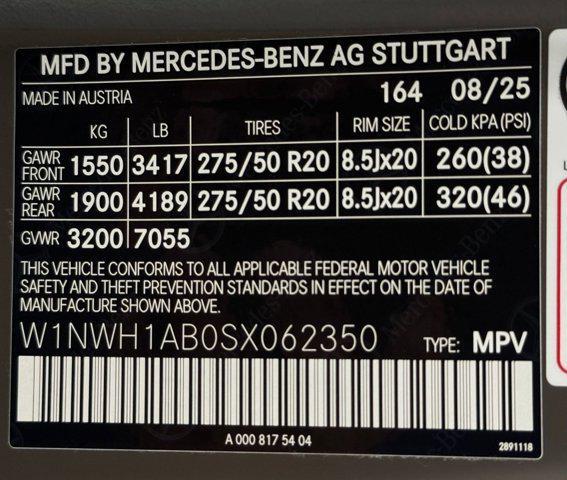 MFD BY MERCEDES-BENZ AG STUTTGART
MADE IN AUSTRIA 164 08/25
KG LB TIRES RIM SIZE COLD KPA (PSI)
GAWR FRONT 1550 3417 275/50 R20 8.5Jx20 260(38)
GAWR REAR 1900 4189 275/50 R20 8.5Jx20 320(46)
GVWR 3200 7055
THIS VEHICLE CONFORMS TO ALL APPLICABLE FEDERAL MOTOR VEHICLE
SAFETY AND THEFT PREVENTION STANDARDS IN EFFECT ON THE DATE OF
MANUFACTURE SHOWN ABOVE.
W1NWH1AB0SX062350 TYPE: MPV
A 000 817 54 04
2891118